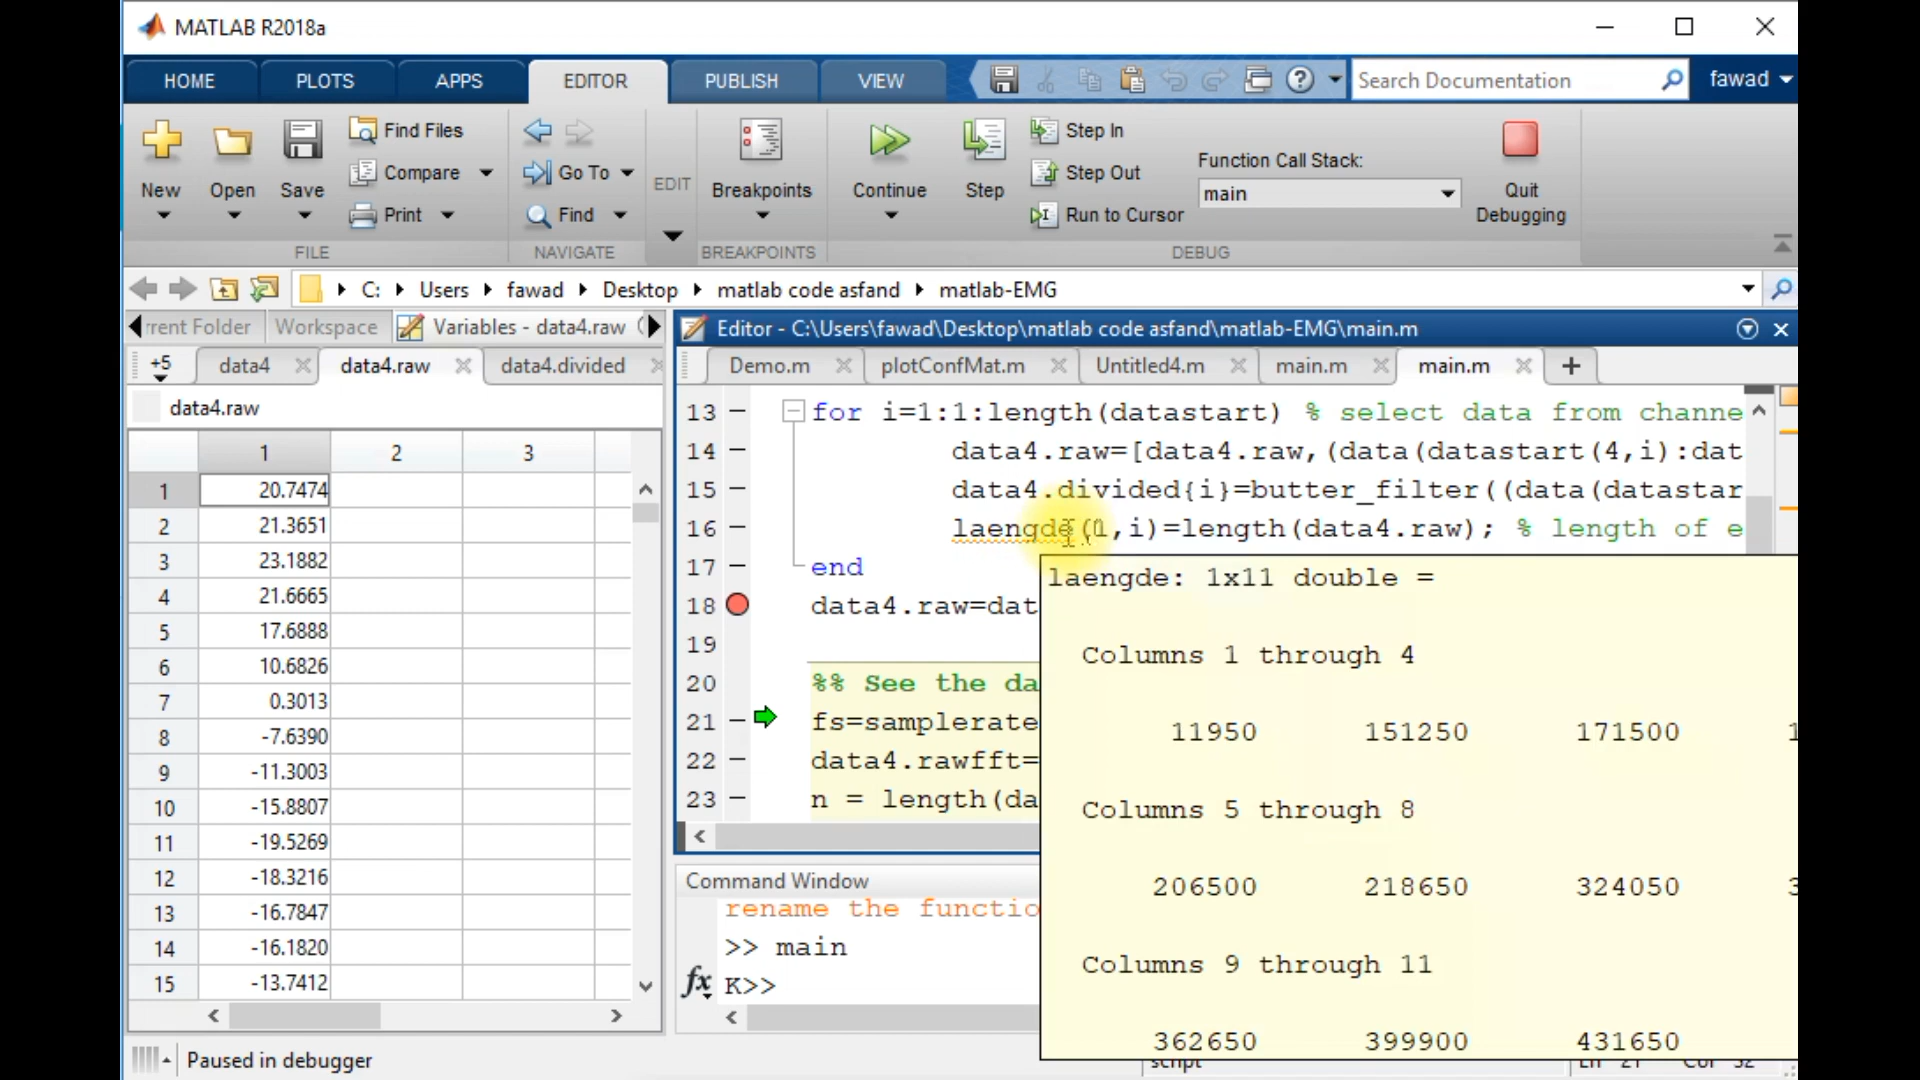 MATLAB R2018a
HOME PLOTS APPS EDITOR PUBLISH VIEW Search Documentation fawad
New Open Save Find Files Compare Print Go To Find EDIT Breakpoints Continue Step Step In Step Out Run to Cursor Function Call Stack: main Quit Debugging
FILE NAVIGATE BREAKPOINTS DEBUG
C: Users fawad Desktop matlab code asfand matlab-EMG
rrent Folder Workspace Variables - data4.raw
+5 data4 data4.raw data4.divided
data4.raw
1 2 3
1 20.7474
2 21.3651
3 23.1882
4 21.6665
5 17.6888
6 10.6826
7 0.3013
8 -7.6390
9 -11.3003
10 -15.8807
11 -19.5269
12 -18.3216
13 -16.7847
14 -16.1820
15 -13.7412
Editor - C:\Users\fawad\Desktop\matlab code asfand\matlab-EMG\main.m
Demo.m plotConfMat.m Untitled4.m main.m main.m
13 for i=1:1:length(datastart) % select data from channe
14 data4.raw=[data4.raw,(data(datastart(4,i):dat
15 data4.divided{i}=butter_filter((data(datastar
16 laengde(1,i)=length(data4.raw); % length of e
17 end
18 data4.raw=dat
19
20 %% See the da
21 fs=samplerate
22 data4.rawfft=
23 n = length(da
laengde: 1x11 double =
Columns 1 through 4
11950 151250 171500 1
Columns 5 through 8
206500 218650 324050 3
Columns 9 through 11
362650 399900 431650
Command Window
rename the functio
>> main
fx K>>
Paused in debugger
script Ln 21 Col 32